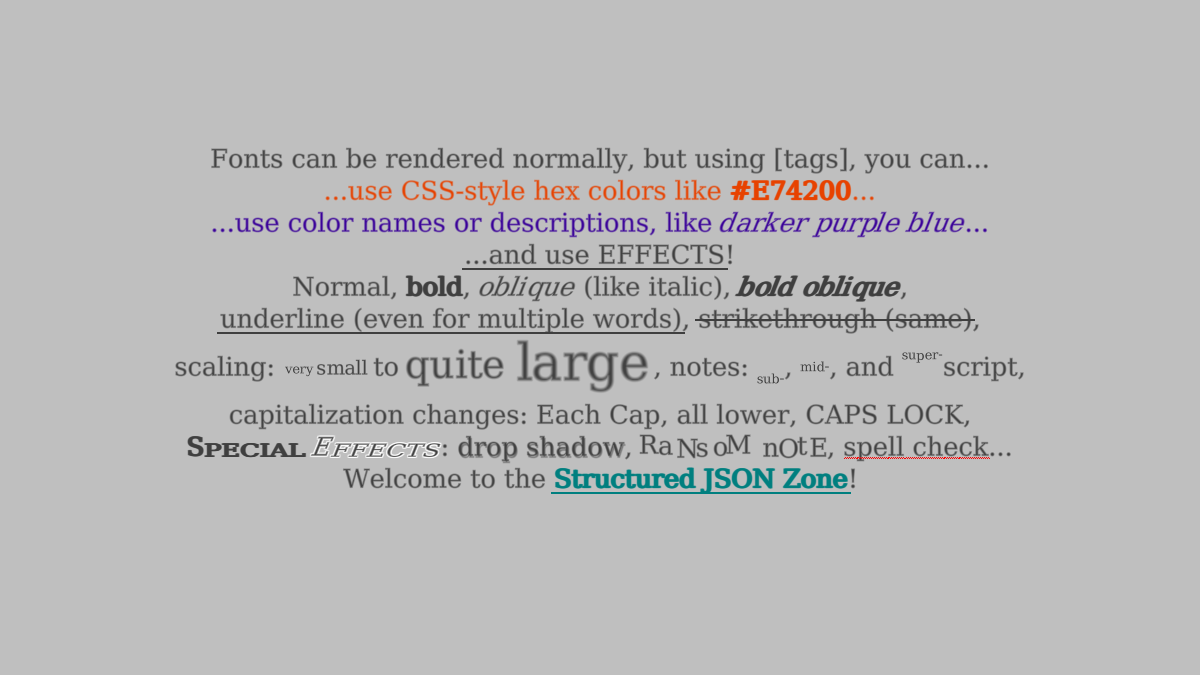 Fonts can be rendered normally, but using [tags], you can...
...use CSS-style hex colors like #E74200...
...use color names or descriptions, like darker purple blue...
...and use EFFECTS!
Normal, bold, oblique (like italic), bold oblique,
underline (even for multiple words), strikethrough (same),
scaling: very small to quite large, notes: sub-, mid-, and super-script,
capitalization changes: Each Cap, all lower, CAPS LOCK,
Special Effects: drop shadow, RaNsoM nOtE, spell check...
Welcome to the Structured JSON Zone!